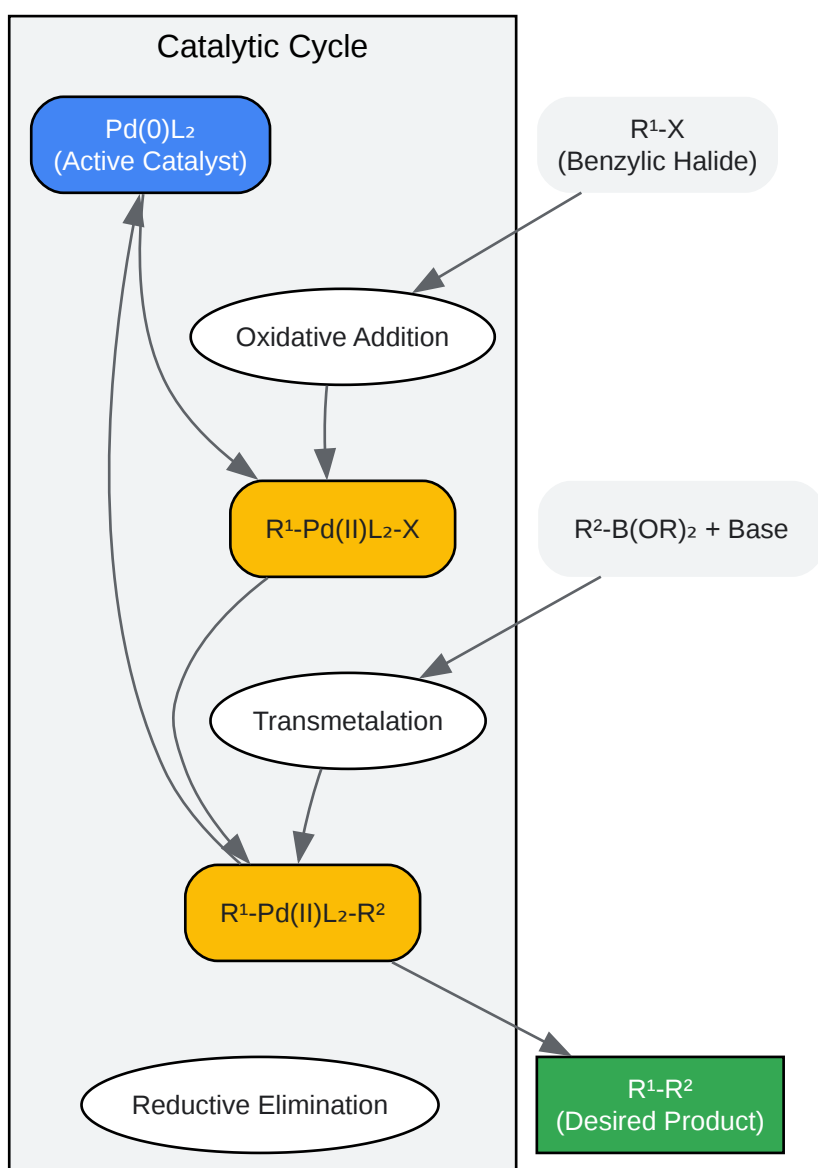 Catalytic Cycle
Pd(0)L₂
(Active Catalyst)
R¹-X
(Benzylic Halide)
Oxidative Addition
R¹-Pd(II)L₂-X
R²-B(OR)₂ + Base
Transmetalation
R¹-Pd(II)L₂-R²
Reductive Elimination
R¹-R²
(Desired Product)